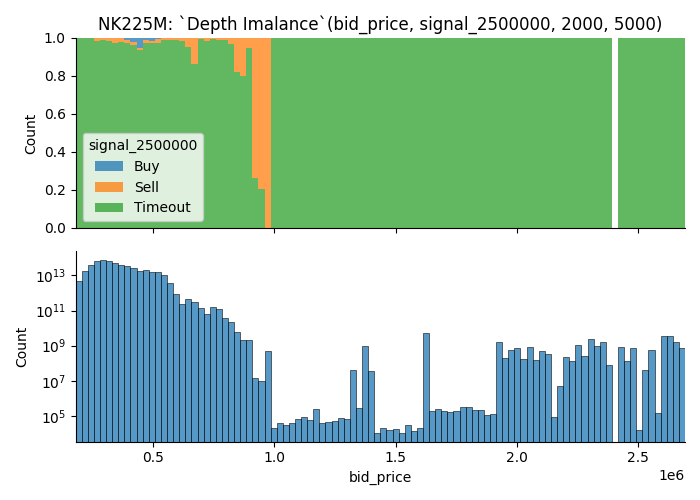 NK225M: `Depth Imalance`(bid_price, signal_2500000, 2000, 5000)
1.0
0.8
0.6
0.4
0.2
0.0
Count
signal_2500000
Buy
Sell
Timeout
10^13
10^11
10^9
10^7
10^5
Count
0.5
1.0
1.5
2.0
2.5
1e6
bid_price